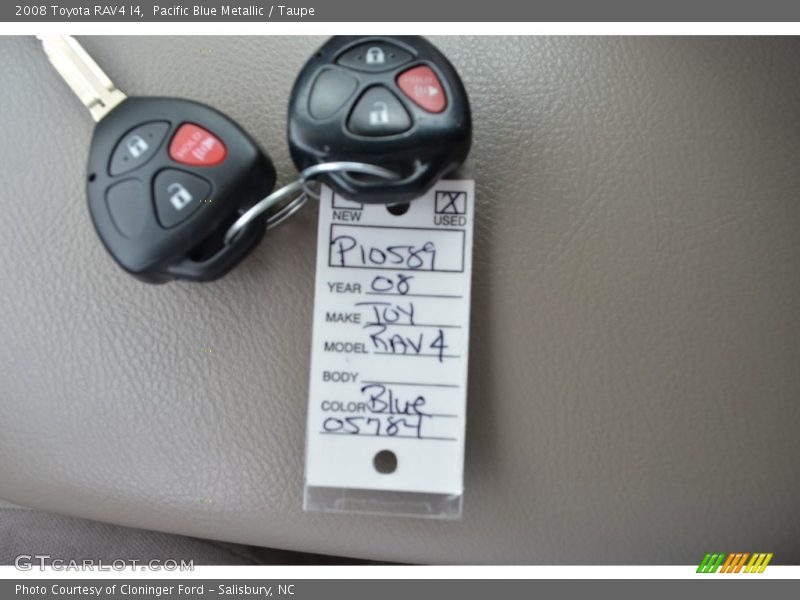 2008 Toyota RAV4 I4,  Pacific Blue Metallic / Taupe
HOLD
HOLD
NEW X USED
P10589
YEAR 08
MAKE TOY
MODEL RAV4
BODY
COLOR Blue
05784
GTCARLOT.COM
Photo Courtesy of Cloninger Ford – Salisbury, NC